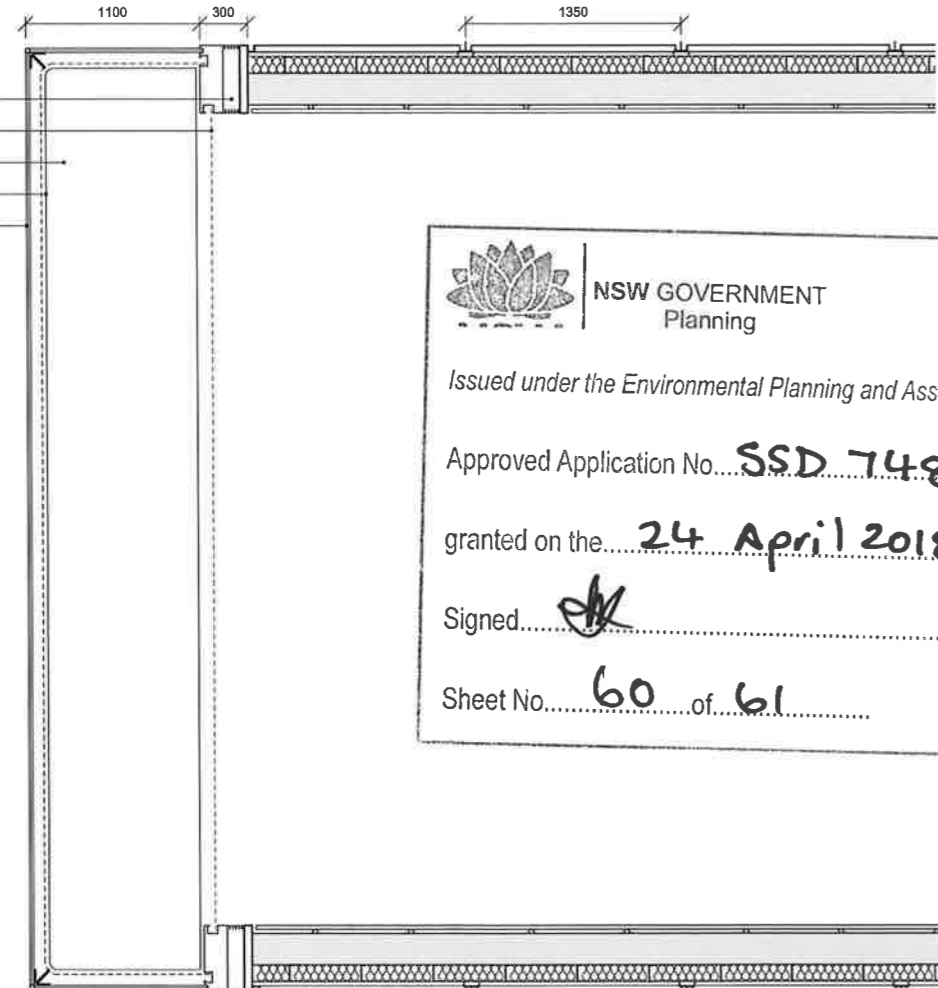 1100 300 1350
NSW GOVERNMENT
Planning
Issued under the Environmental Planning and Ass
Approved Application No....SSD 748
granted on the....24 April 2018
Signed....
Sheet No....60....of..61....